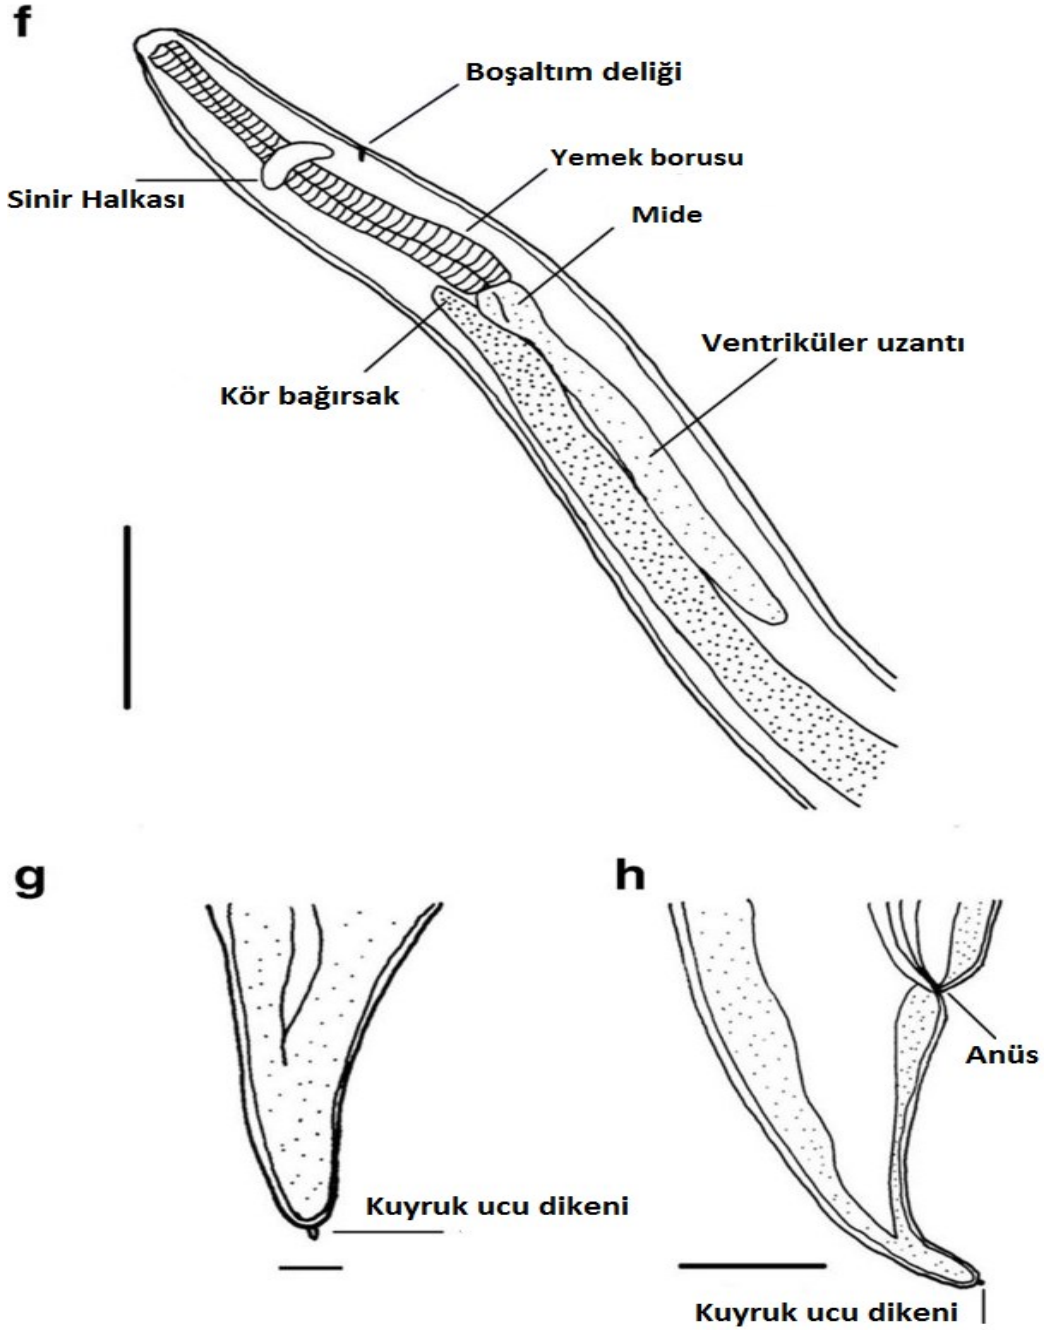 f
Boşaltım deliği
Yemek borusu
Sinir Halkası
Mide
Ventriküler uzantı
Kör bağırsak
g
h
Anüs
Kuyruk ucu dikeni
Kuyruk ucu dikeni